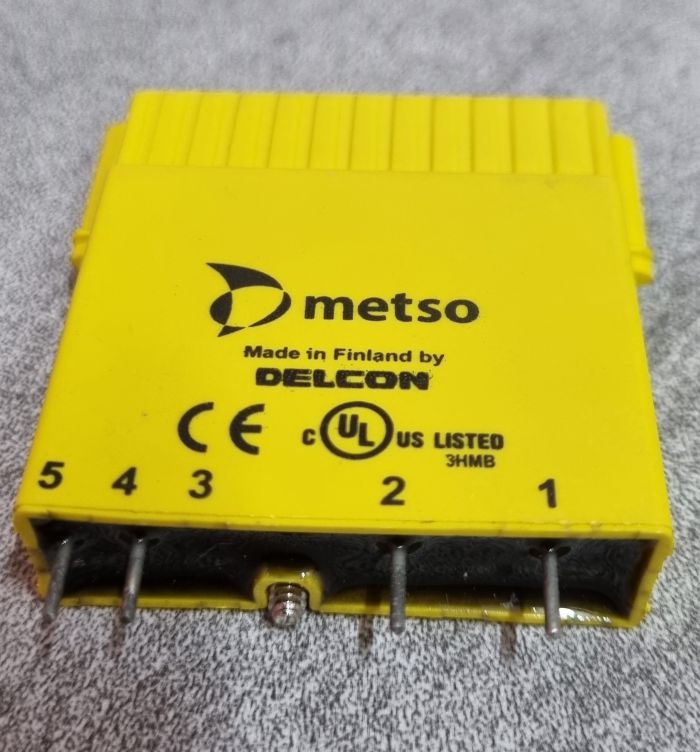 metso
Made in Finland by
DELCON
CE C UL US LISTED
3HMB
5 4 3 2 1